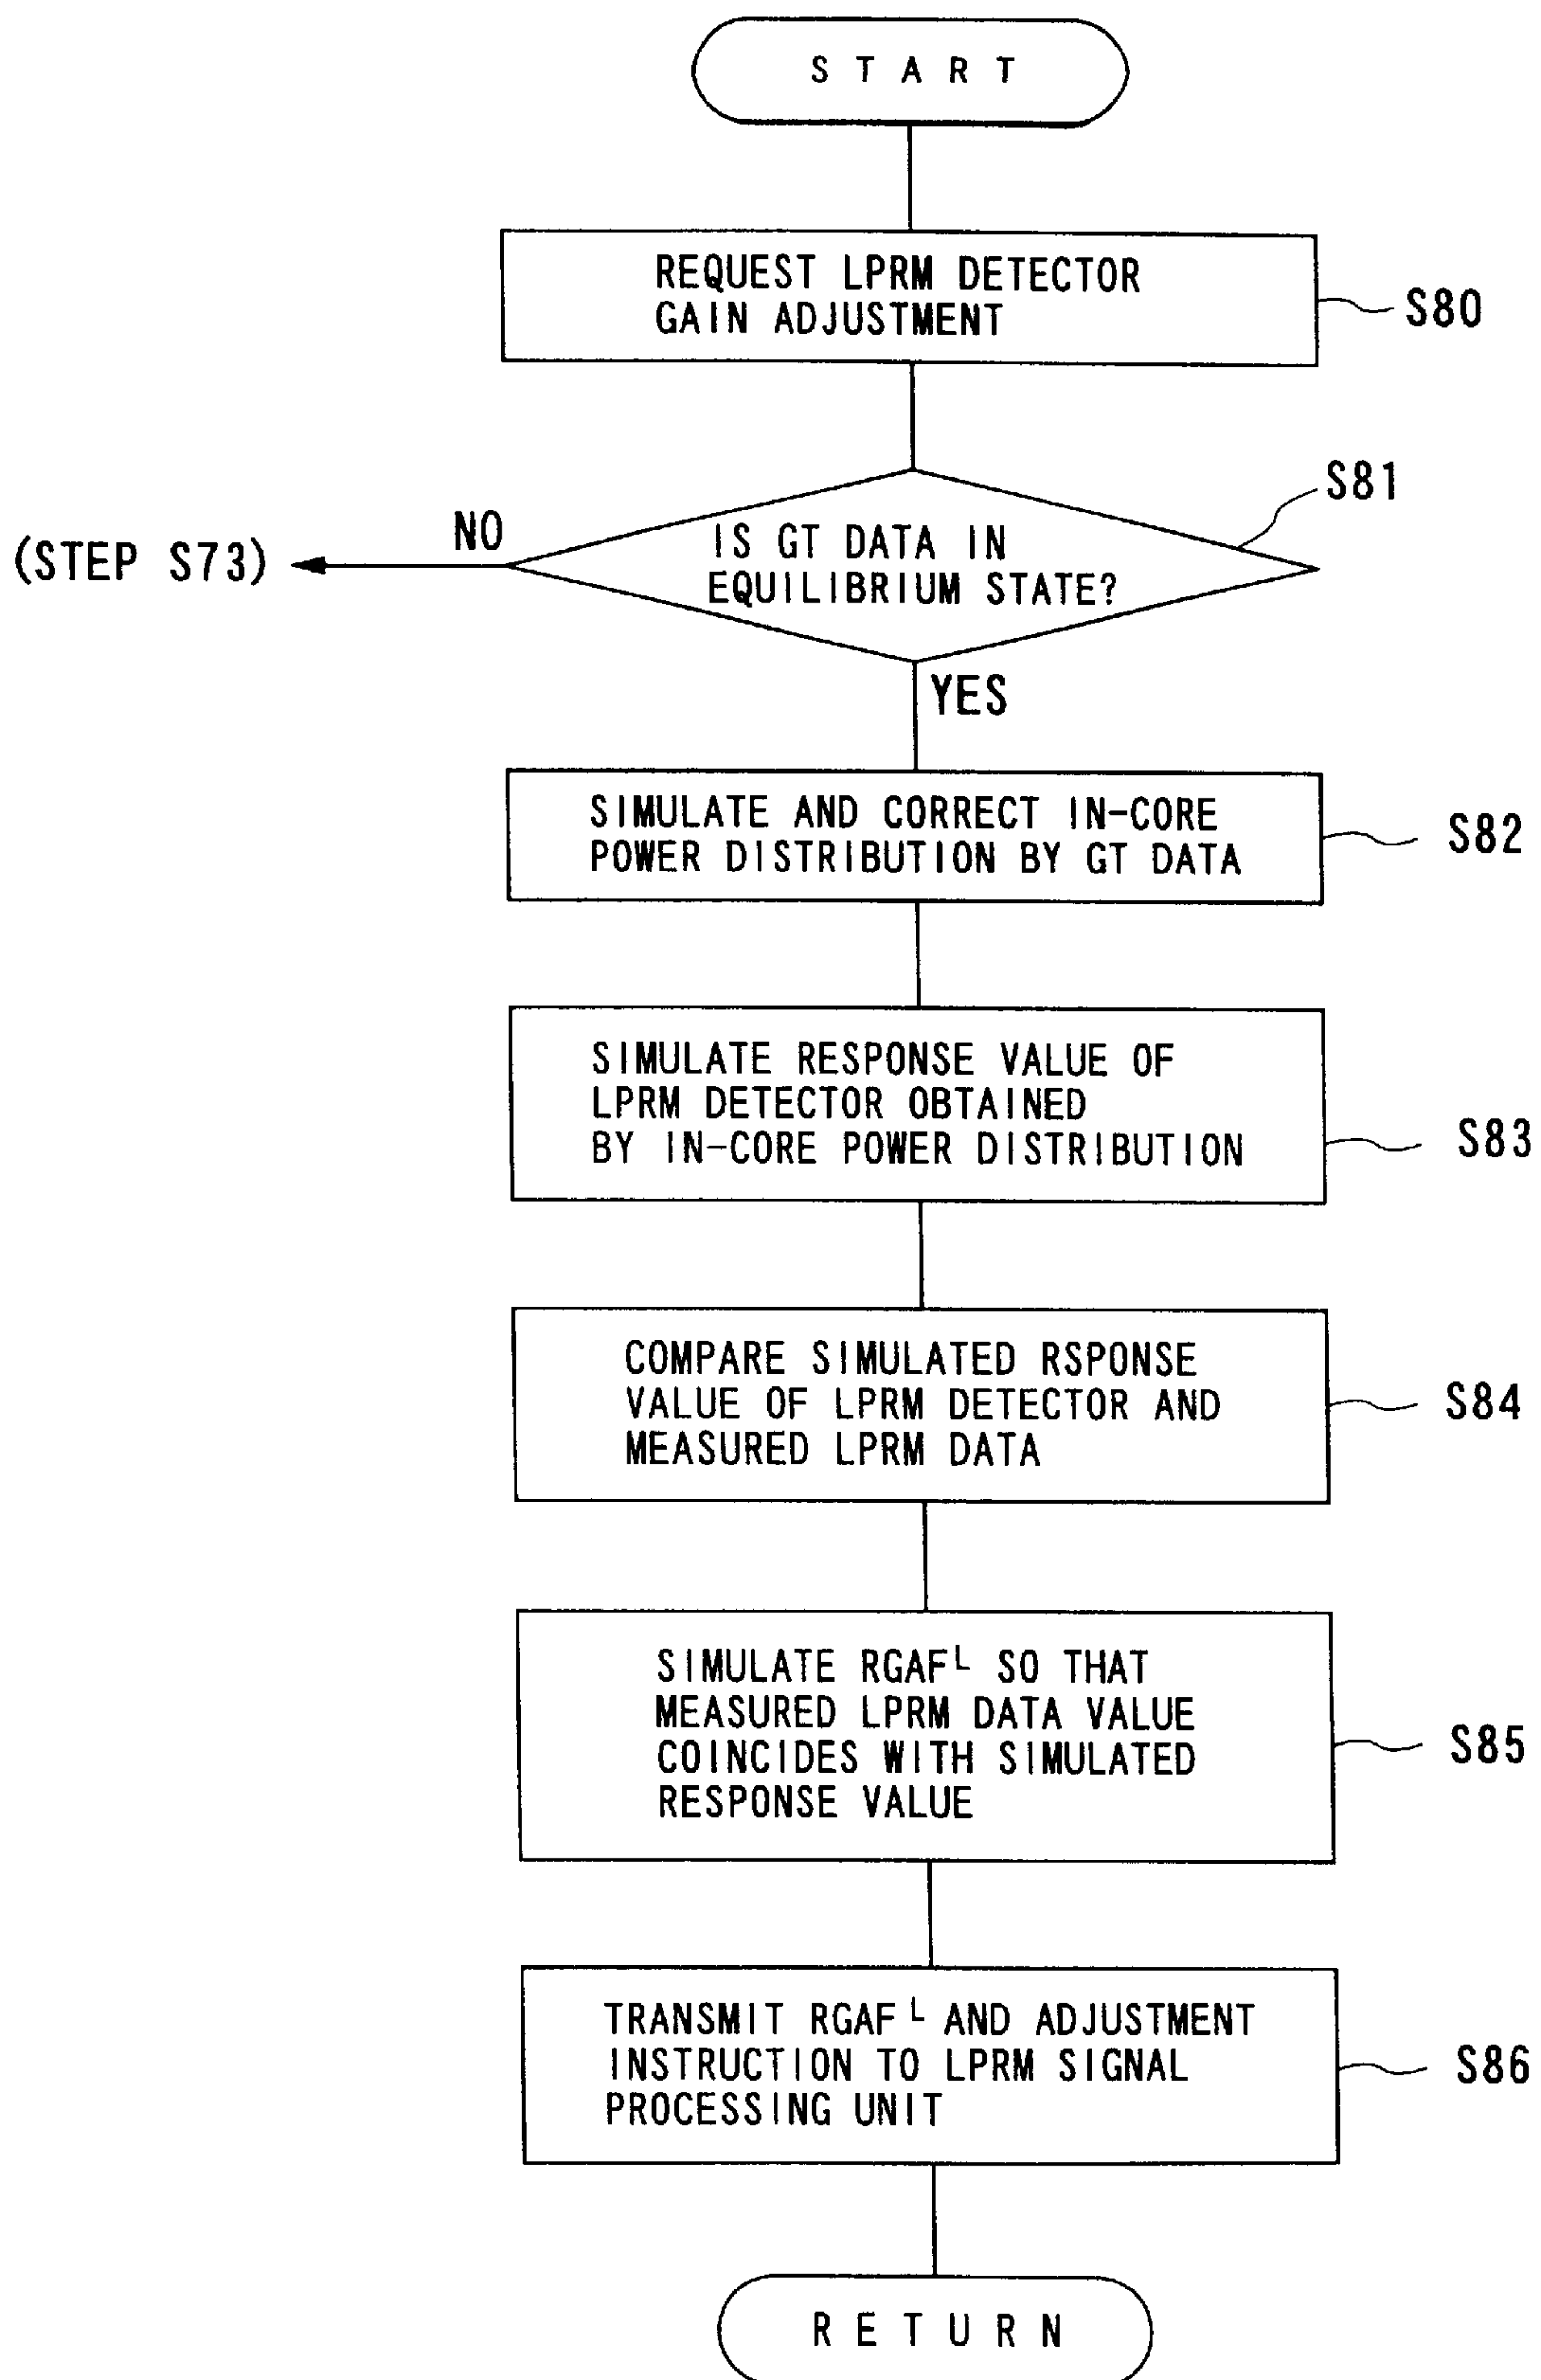 START
REQUEST LPRM DETECTOR
GAIN ADJUSTMENT
S80
S81
NO
(STEP S73)
IS GT DATA IN
EQUILIBRIUM STATE?
YES
SIMULATE AND CORRECT IN-CORE
POWER DISTRIBUTION BY GT DATA
S82
SIMULATE RESPONSE VALUE OF
LPRM DETECTOR OBTAINED
BY IN-CORE POWER DISTRIBUTION
S83
COMPARE SIMULATED RSPONSE
VALUE OF LPRM DETECTOR AND
MEASURED LPRM DATA
S84
SIMULATE RGAF^L SO THAT
MEASURED LPRM DATA VALUE
COINCIDES WITH SIMULATED
RESPONSE VALUE
S85
TRANSMIT RGAF^L AND ADJUSTMENT
INSTRUCTION TO LPRM SIGNAL
PROCESSING UNIT
S86
RETURN